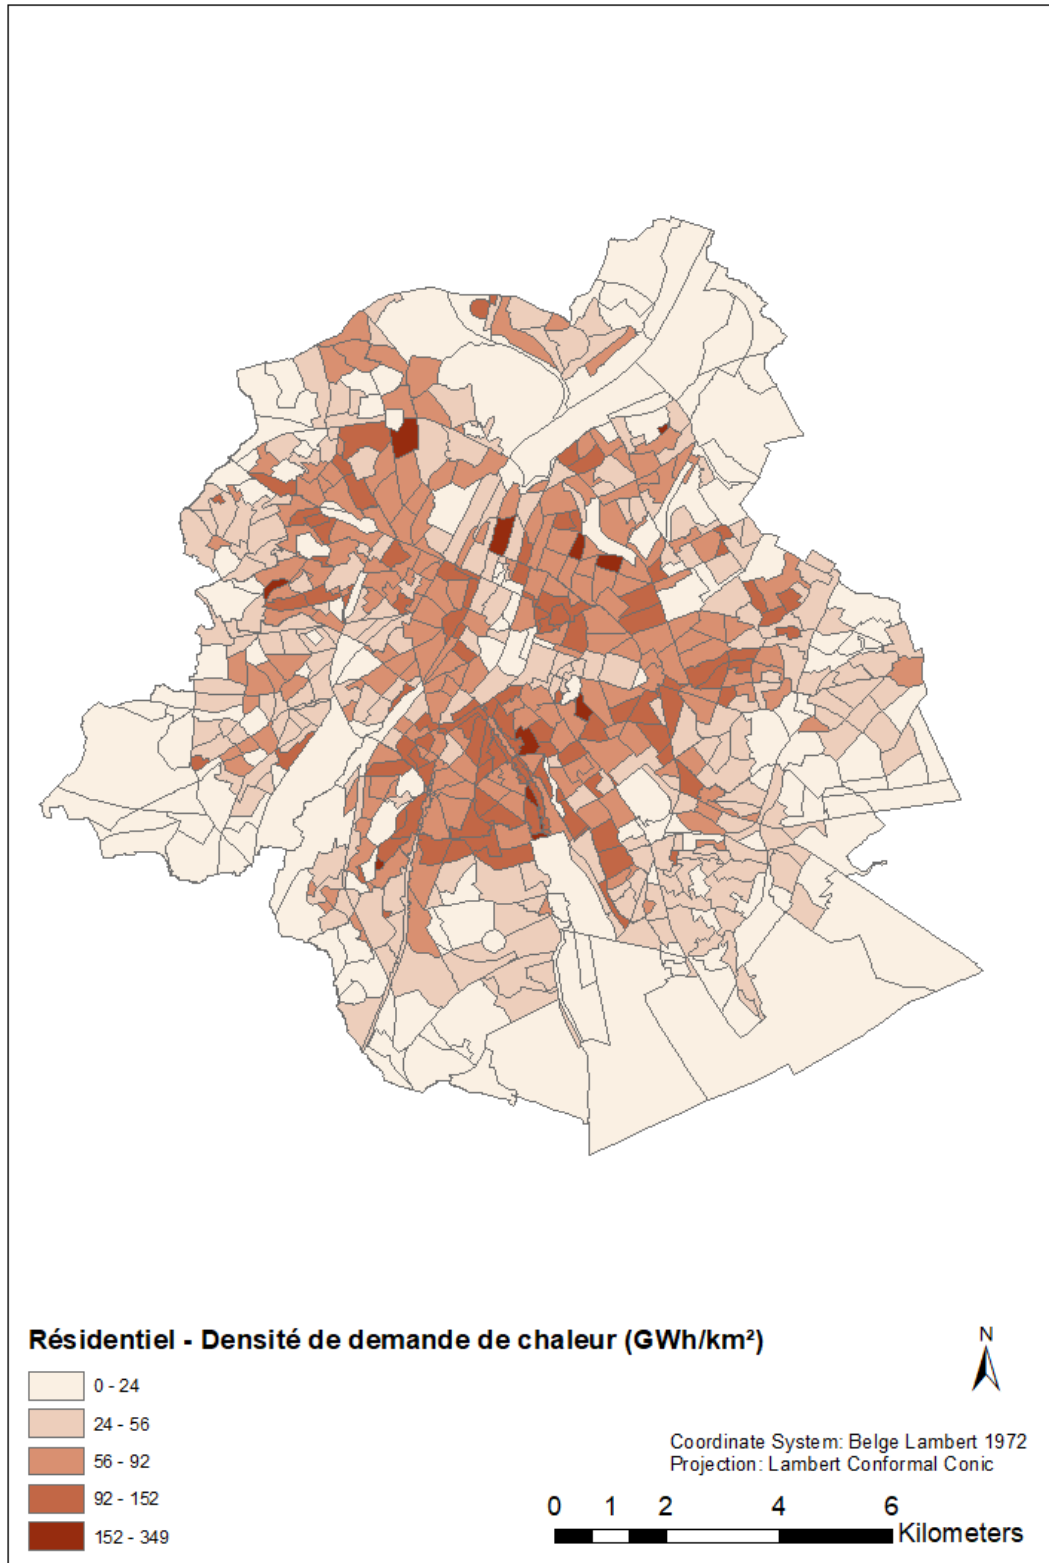 Résidentiel - Densité de demande de chaleur (GWh/km²)
0 - 24
24 - 56
56 - 92
92 - 152
152 - 349
N
Coordinate System: Belge Lambert 1972
Projection: Lambert Conformal Conic
0 1 2 4 6
Kilometers